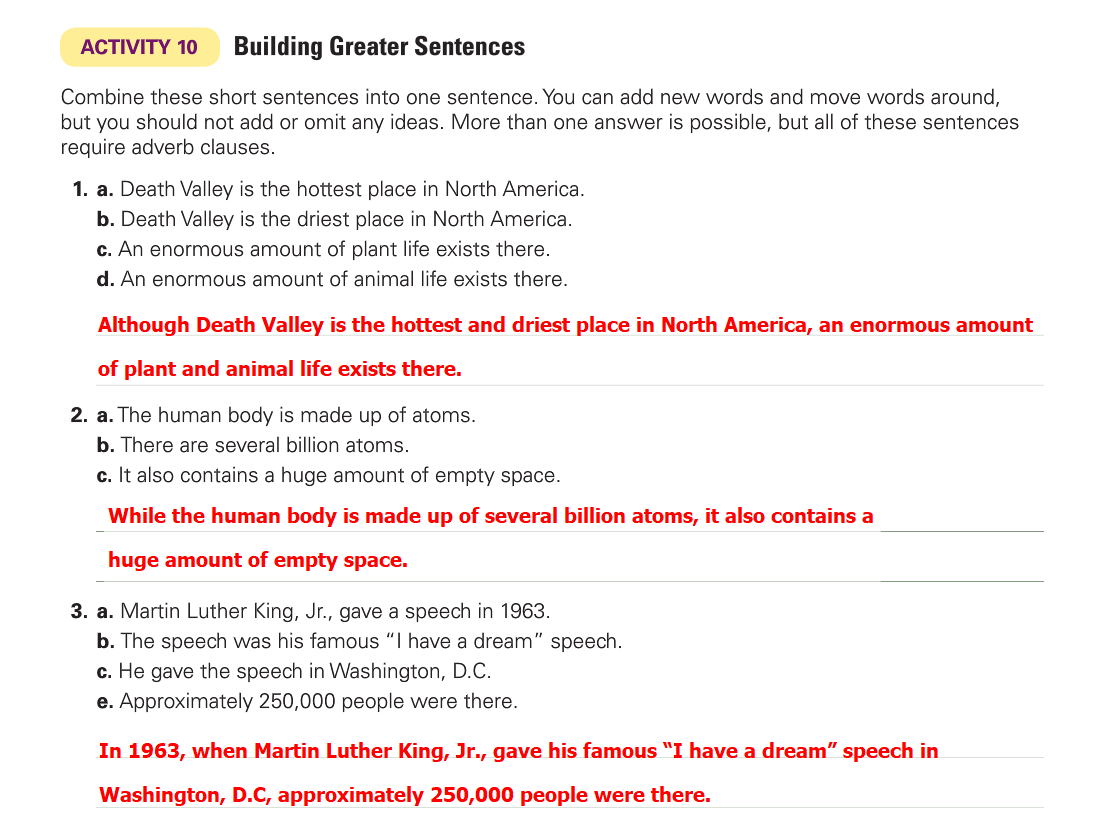 ACTIVITY 10 Building Greater Sentences
Combine these short sentences into one sentence. You can add new words and move words around,
but you should not add or omit any ideas. More than one answer is possible, but all of these sentences
require adverb clauses.
1. a. Death Valley is the hottest place in North America.
b. Death Valley is the driest place in North America.
c. An enormous amount of plant life exists there.
d. An enormous amount of animal life exists there.
Although Death Valley is the hottest and driest place in North America, an enormous amount
of plant and animal life exists there.
2. a. The human body is made up of atoms.
b. There are several billion atoms.
c. It also contains a huge amount of empty space.
While the human body is made up of several billion atoms, it also contains a
huge amount of empty space.
3. a. Martin Luther King, Jr., gave a speech in 1963.
b. The speech was his famous “I have a dream” speech.
c. He gave the speech in Washington, D.C.
e. Approximately 250,000 people were there.
In 1963, when Martin Luther King, Jr., gave his famous “I have a dream” speech in
Washington, D.C, approximately 250,000 people were there.